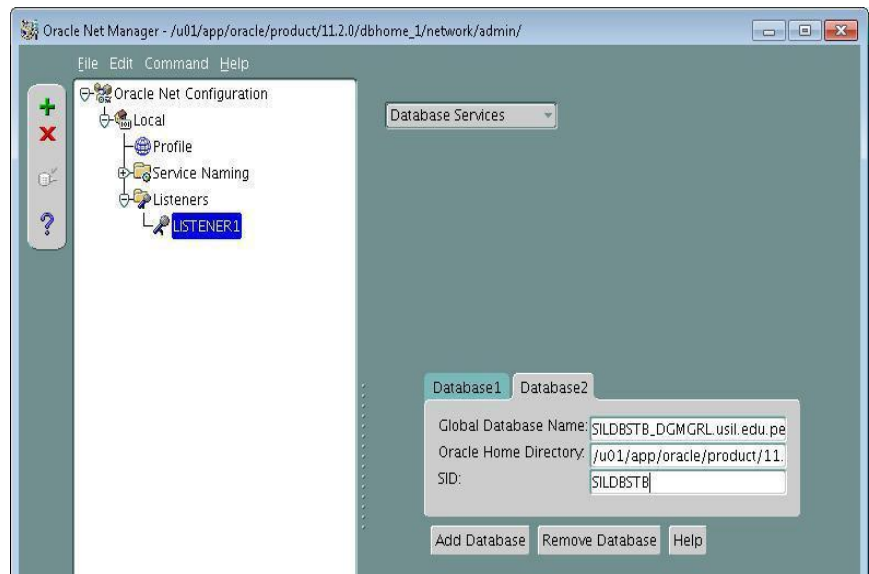 Oracle Net Manager - /u01/app/oracle/product/11.2.0/dbhome_1/network/admin/
File Edit Command Help
Oracle Net Configuration
Local
Profile
Service Naming
Listeners
LISTENER1
Database Services
Database1 Database2
Global Database Name: SILDBSTB_DGMGRL.usil.edu.pe
Oracle Home Directory: /u01/app/oracle/product/11.
SID: SILDBSTB
Add Database Remove Database Help